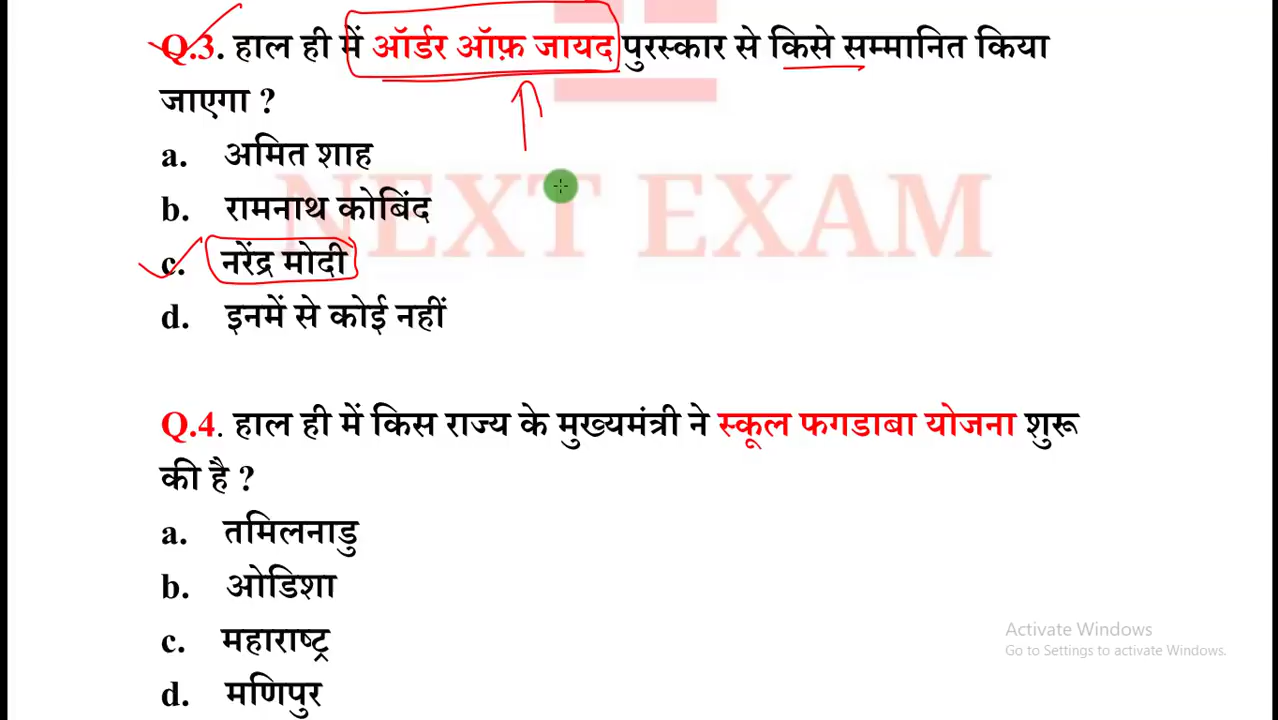 Q.3. हाल ही में ऑर्डर ऑफ़ जायद पुरस्कार से किसे सम्मानित किया
जाएगा ?
a. अमित शाह
b. रामनाथ कोबिंद
NEXT EXAM
c. नरेंद्र मोदी
d. इनमें से कोई नहीं
Q.4. हाल ही में किस राज्य के मुख्यमंत्री ने स्कूल फगडाबा योजना शुरू
की है ?
a. तमिलनाडु
b. ओडिशा
c. महाराष्ट्र
d. मणिपुर
Activate Windows
Go to Settings to activate Windows.